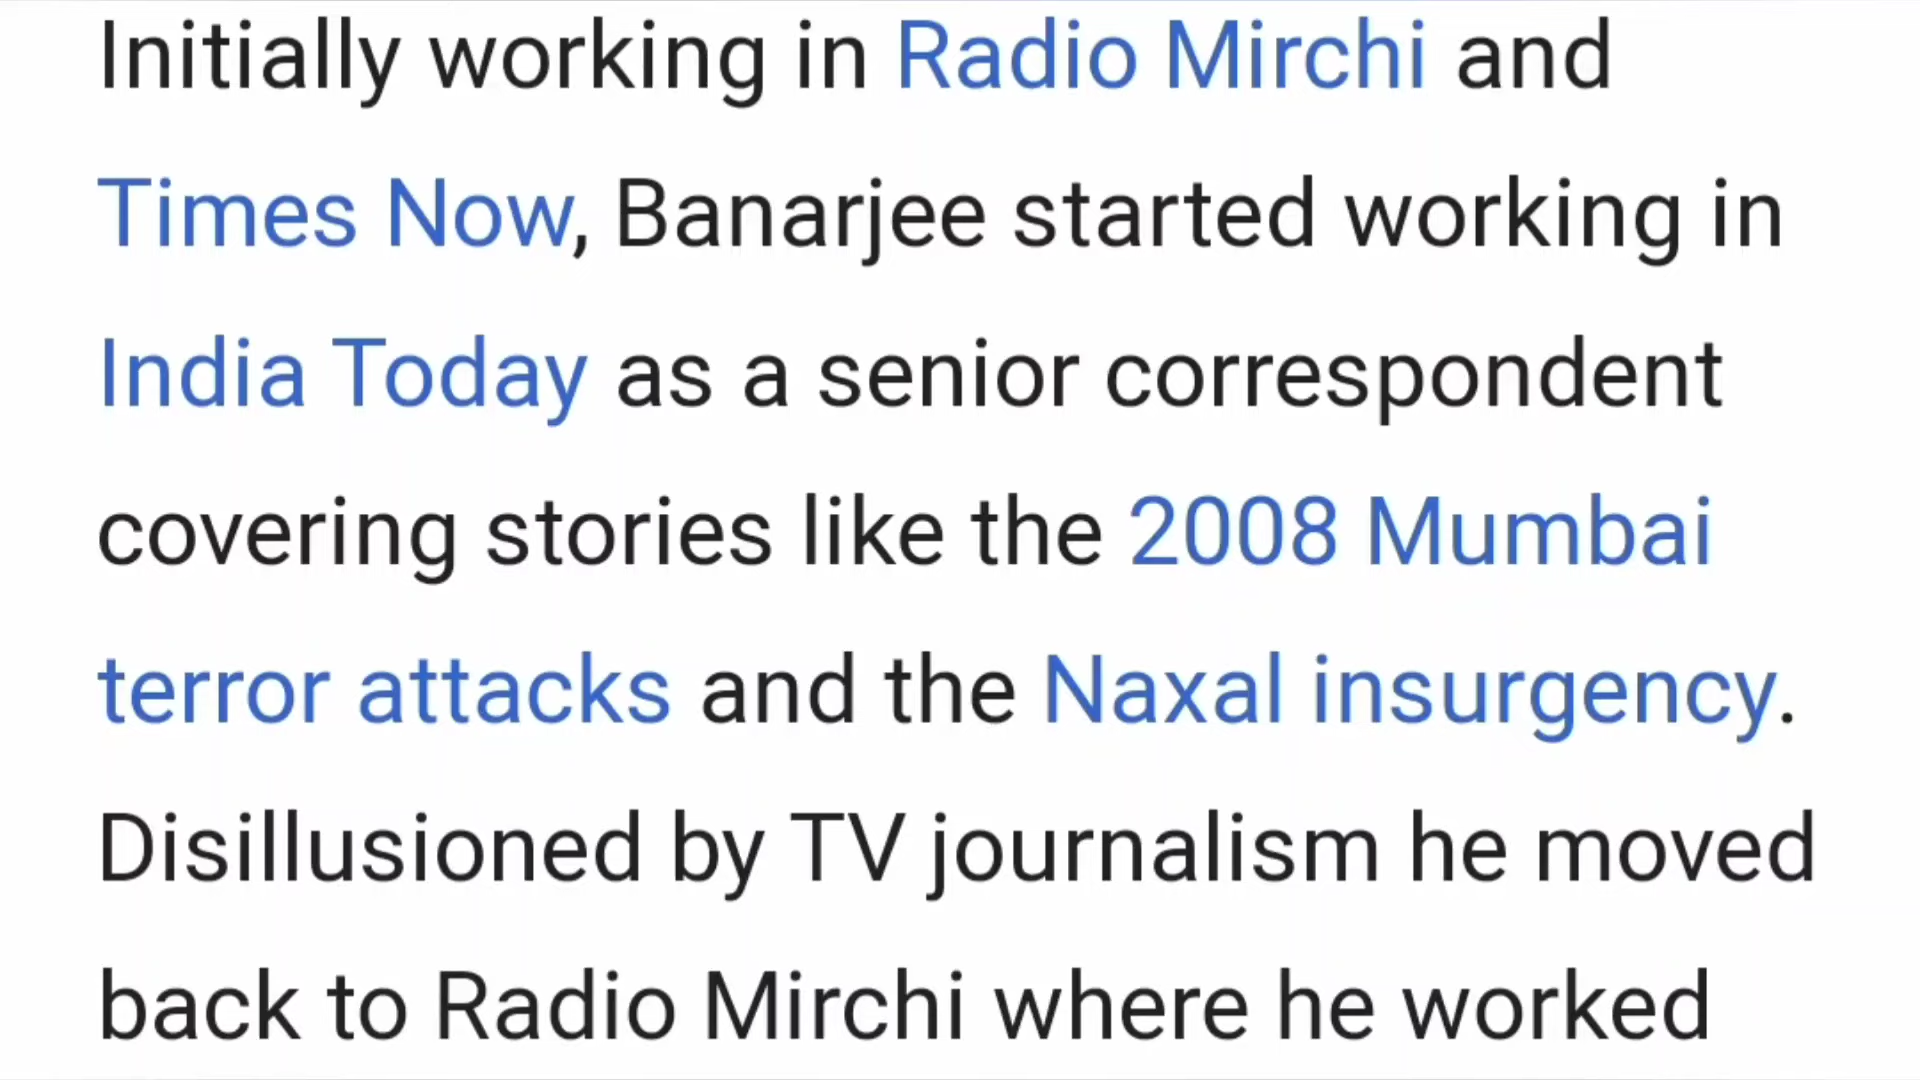 Initially working in Radio Mirchi and
Times Now, Banarjee started working in
India Today as a senior correspondent
covering stories like the 2008 Mumbai
terror attacks and the Naxal insurgency.
Disillusioned by TV journalism he moved
back to Radio Mirchi where he worked